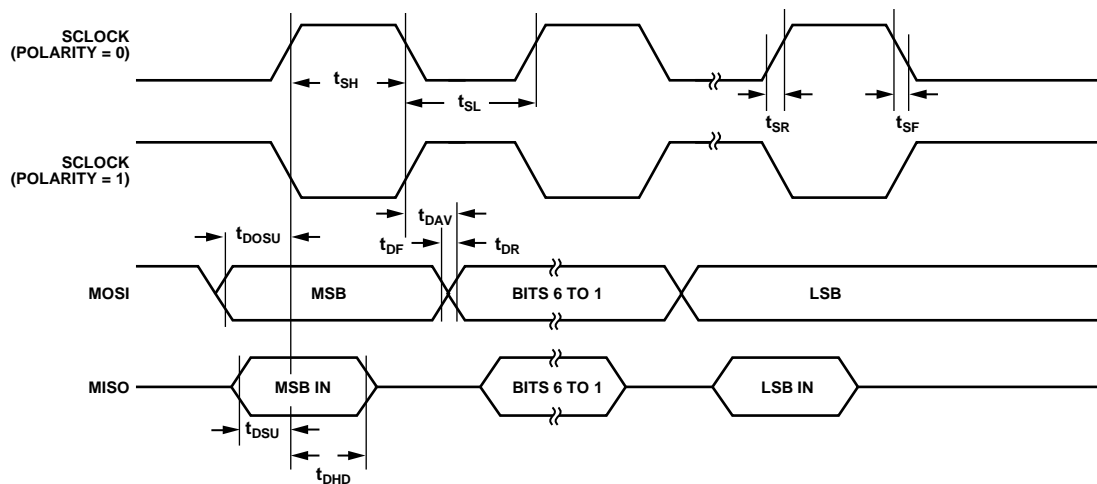 SCLOCK
(POLARITY = 0)
tSH
tSL
tSR
tSF
SCLOCK
(POLARITY = 1)
tDAV
tDOSU
tDF
tDR
MOSI
MSB
BITS 6 TO 1
LSB
MISO
MSB IN
BITS 6 TO 1
LSB IN
tDSU
tDHD